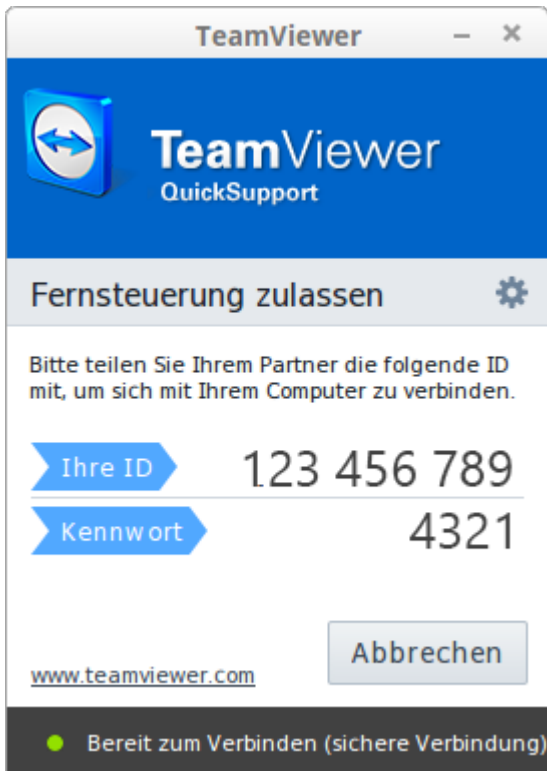 TeamViewer
TeamViewer
QuickSupport
Fernsteuerung zulassen
Bitte teilen Sie Ihrem Partner die folgende ID
mit, um sich mit Ihrem Computer zu verbinden.
Ihre ID 123 456 789
Kennwort 4321
Abbrechen
www.teamviewer.com
Bereit zum Verbinden (sichere Verbindung)